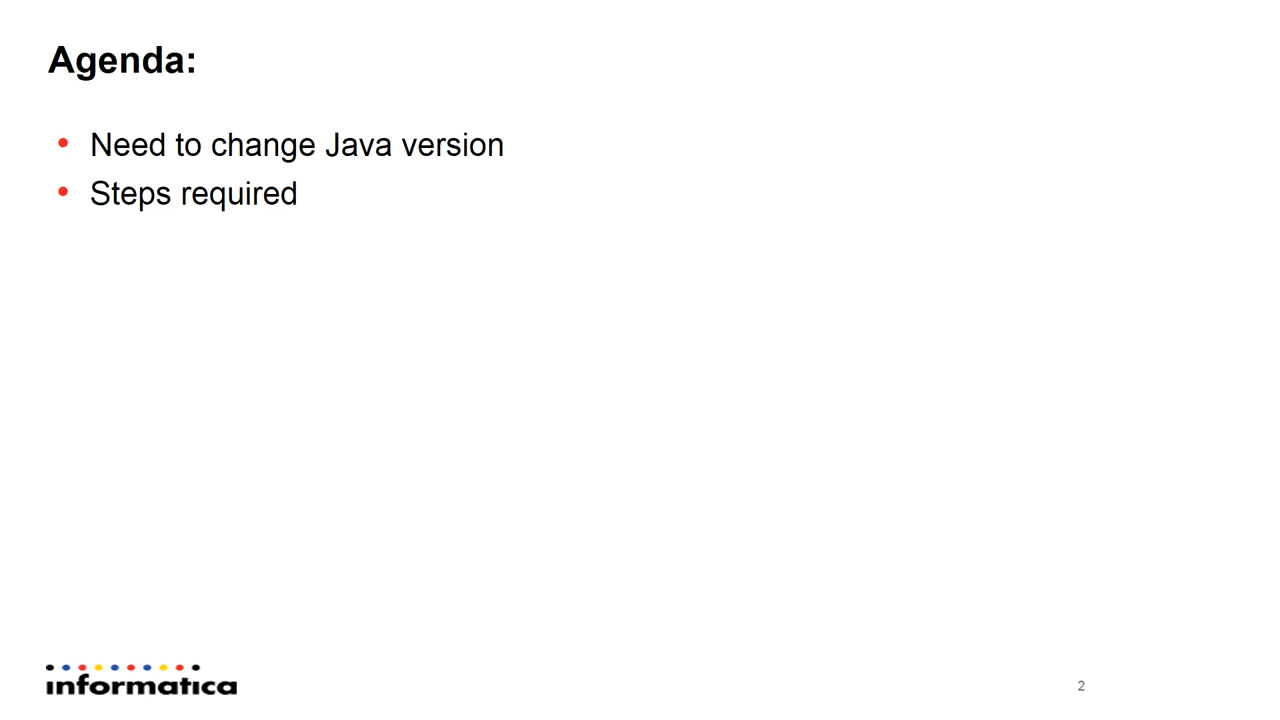 Agenda:
Need to change Java version
Steps required
informatica
2